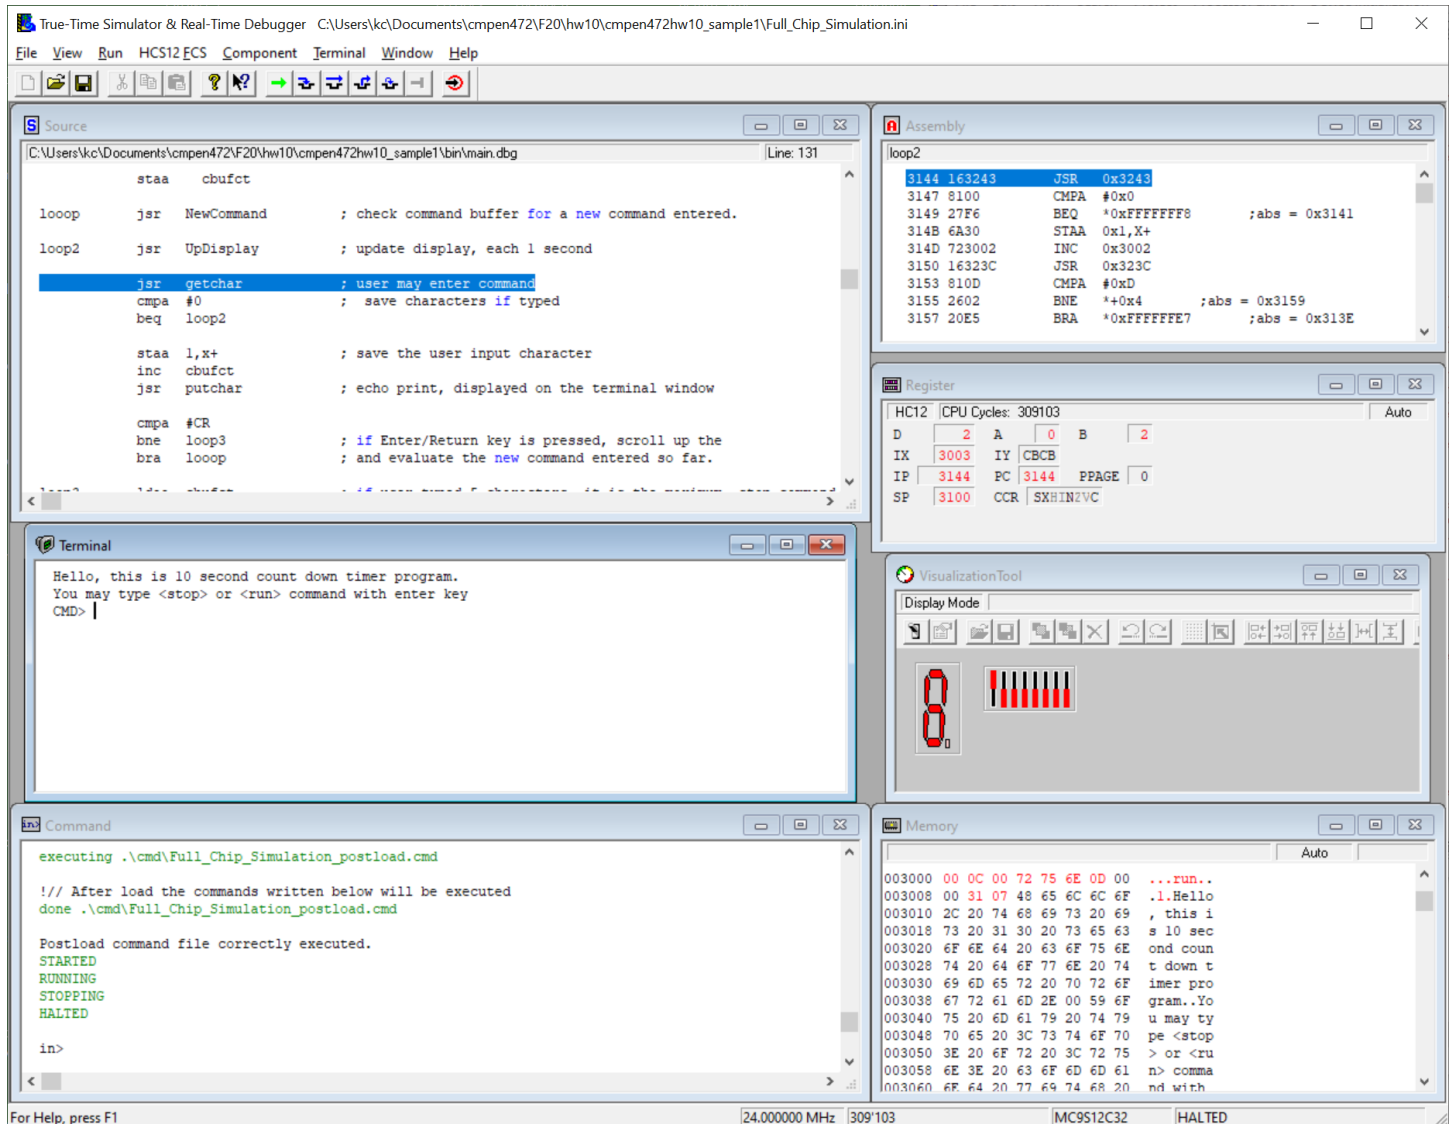 True-Time Simulator & Real-Time Debugger   C:\Users\kc\Documents\cmpen472\F20\hw10\cmpen472hw10_sample1\Full_Chip_Simulation.ini
File  View  Run  HCS12 FCS  Component  Terminal  Window  Help
Source
C:\Users\kc\Documents\cmpen472\F20\hw10\cmpen472hw10_sample1\bin\main.dbg   Line: 131
staa    cbufct
looop   jsr   NewCommand   ; check command buffer for a new command entered.
loop2   jsr   UpDisplay   ; update display, each 1 second
jsr   getchar   ; user may enter command
cmpa   #0   ;  save characters if typed
beq   loop2
staa   1,x+   ; save the user input character
inc   cbufct
jsr   putchar   ; echo print, displayed on the terminal window
cmpa   #CR
bne   loop3   ; if Enter/Return key is pressed, scroll up the
bra   looop   ; and evaluate the new command entered so far.
Assembly
loop2
3144 163243   JSR   0x3243
3147 8100   CMPA   #0x0
3149 27F6   BEQ   *0xFFFFFFF8   ;abs = 0x3141
314B 6A30   STAA   0x1,X+
314D 723002   INC   0x3002
3150 16323C   JSR   0x323C
3153 810D   CMPA   #0xD
3155 2602   BNE   *+0x4   ;abs = 0x3159
3157 20E5   BRA   *0xFFFFFFE7   ;abs = 0x313E
Register
HC12   CPU Cycles:  309103   Auto
D   2   A   0   B   2
IX   3003   IY   CBCB
IP   3144   PC   3144   PPAGE   0
SP   3100   CCR   SXHINZVC
Terminal
Hello, this is 10 second count down timer program.
You may type <stop> or <run> command with enter key
CMD>
VisualizationTool
Display Mode
Command
executing .\cmd\Full_Chip_Simulation_postload.cmd
!// After load the commands written below will be executed
done .\cmd\Full_Chip_Simulation_postload.cmd
Postload command file correctly executed.
STARTED
RUNNING
STOPPING
HALTED
in>
Memory
Auto
003000  00 0C 00 72 75 6E 0D 00   ...run..
003008  00 31 07 48 65 6C 6C 6F   .1.Hello
003010  2C 20 74 68 69 73 20 69   , this i
003018  73 20 31 30 20 73 65 63   s 10 sec
003020  6F 6E 64 20 63 6F 75 6E   ond coun
003028  74 20 64 6F 77 6E 20 74   t down t
003030  69 6D 65 72 20 70 72 6F   imer pro
003038  67 72 61 6D 2E 00 59 6F   gram..Yo
003040  75 20 6D 61 79 20 74 79   u may ty
003048  70 65 20 3C 73 74 6F 70   pe <stop
003050  3E 20 6F 72 20 3C 72 75   > or <ru
003058  6E 3E 20 63 6F 6D 6D 61   n> comma
003060  6E 64 20 77 69 74 68 20   nd with
For Help, press F1   24.000000 MHz   309'103   MC9S12C32   HALTED